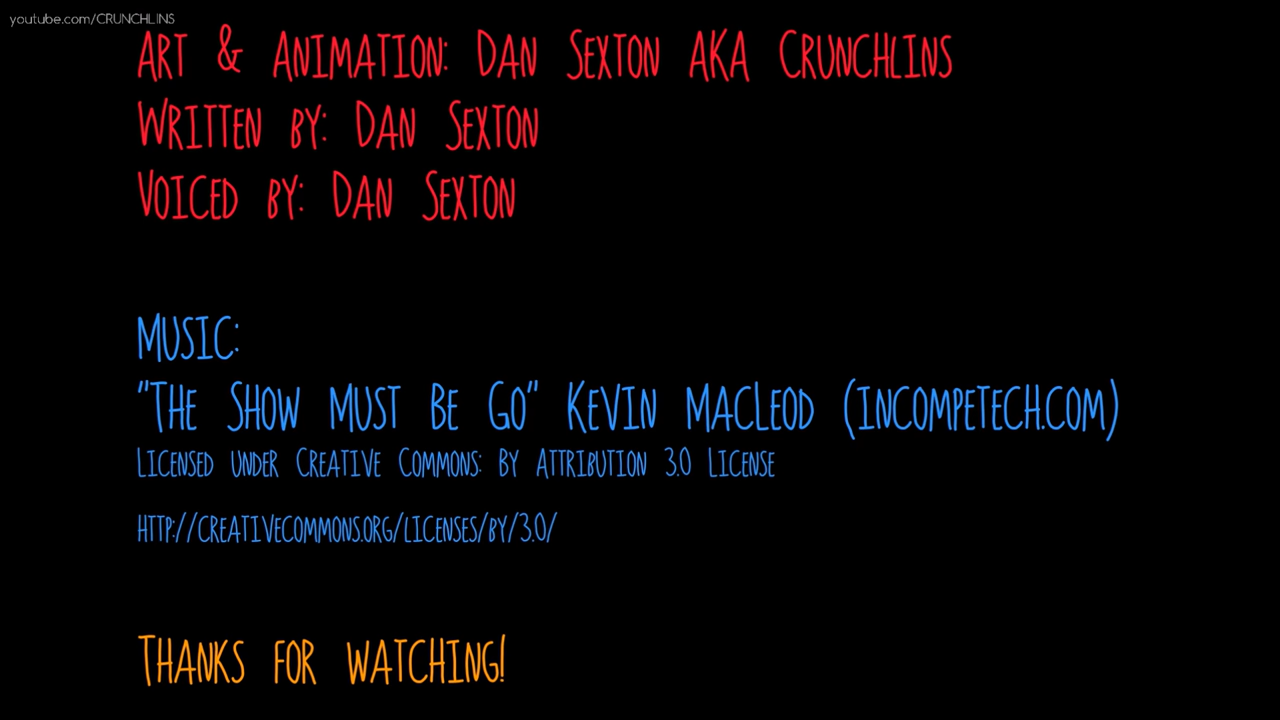 youtube.com/CRUNCHLINS
Art & Animation: Dan Sexton AKA Crunchlins
Written by: Dan Sexton
Voiced by: Dan Sexton
Music:
"The Show Must Be Go" Kevin MacLeod (incompetech.com)
Licensed under Creative Commons: By Attribution 3.0 License
http://creativecommons.org/licenses/by/3.0/
Thanks for watching!